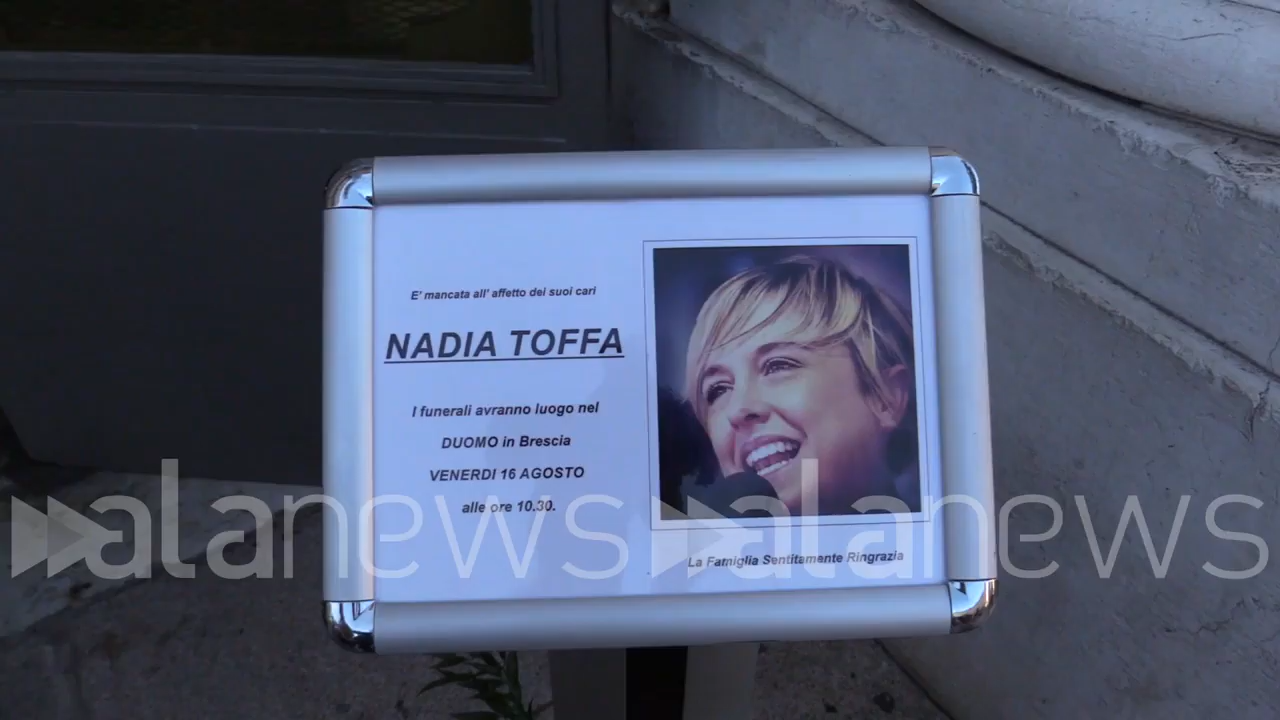 E' mancata all' affetto dei suoi cari
NADIA TOFFA
I funerali avranno luogo nel
DUOMO in Brescia
VENERDI 16 AGOSTO
alle ore 10.30.
La Famiglia Sentitamente Ringrazia
alanews alanews